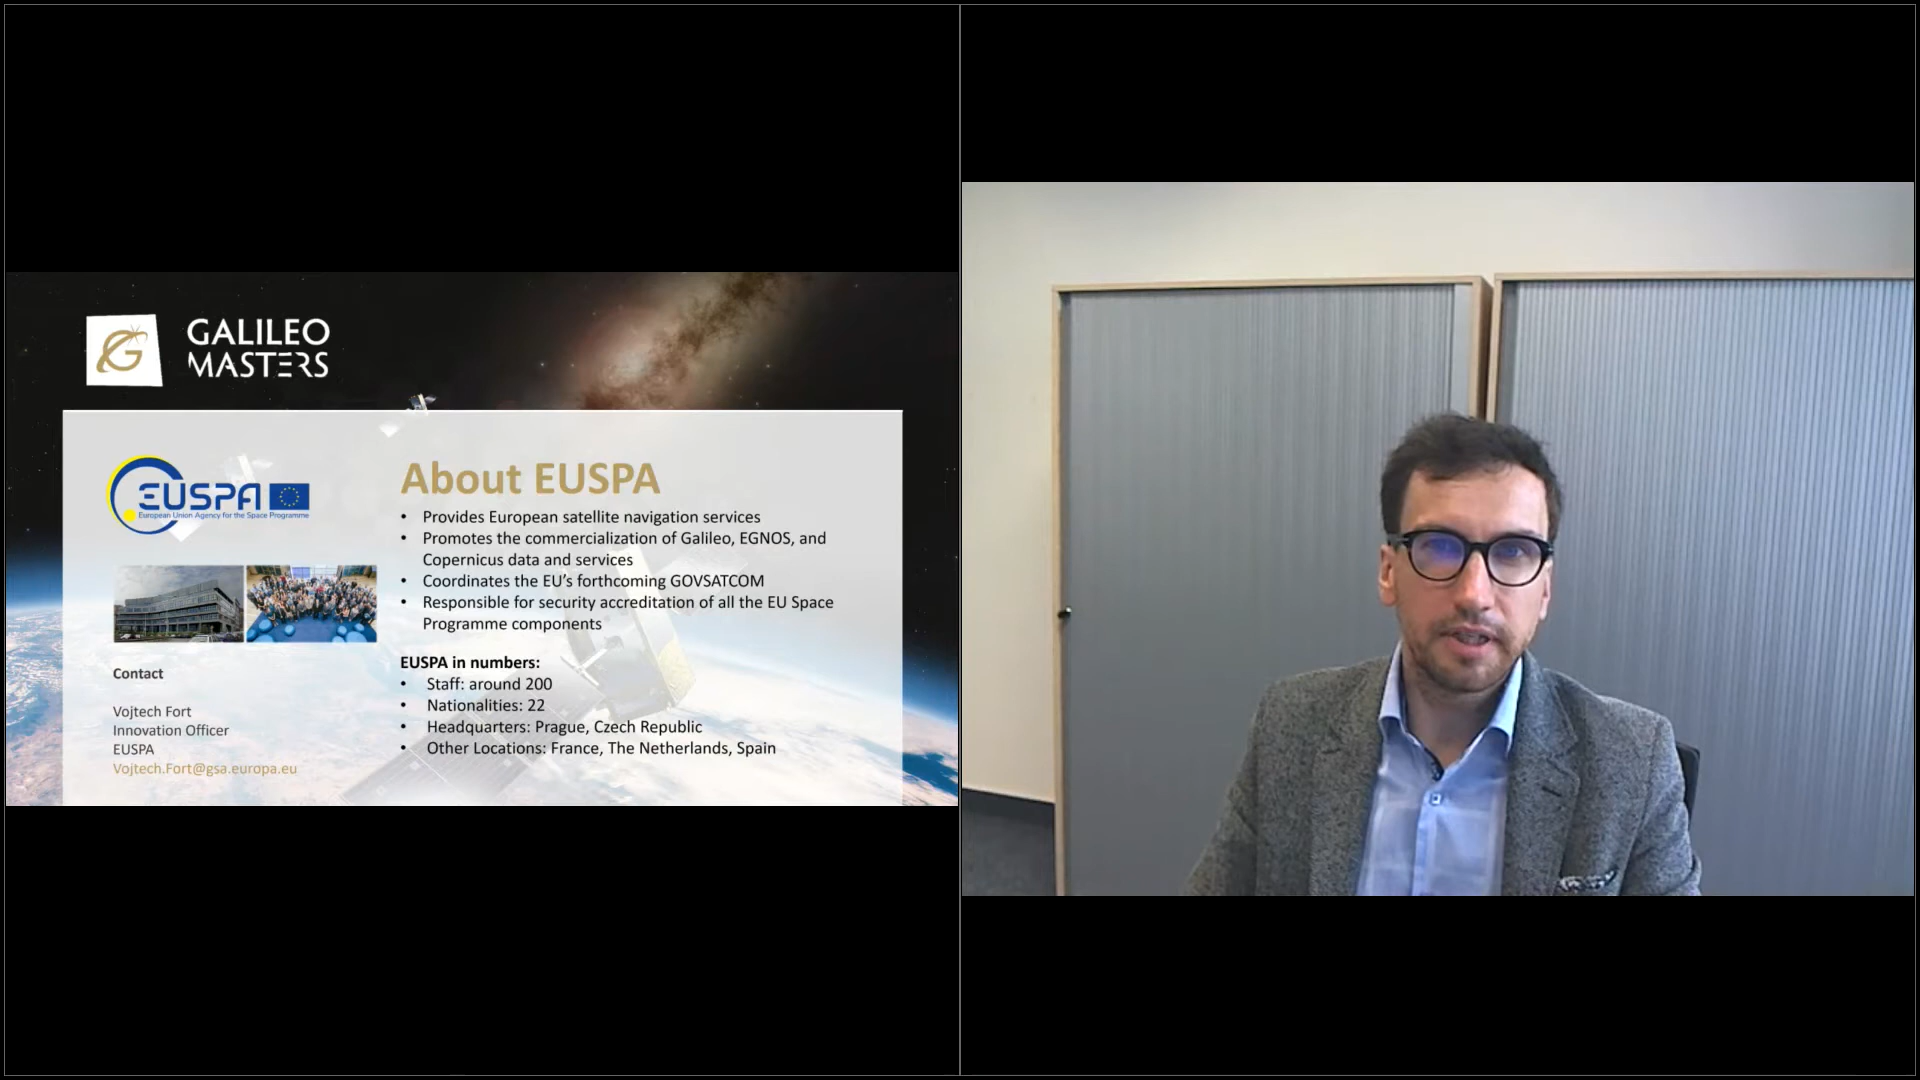 GALILEO
MASTERS
EUSPA
European Union Agency for the Space Programme
Contact
Vojtech Fort
Innovation Officer
EUSPA
Vojtech.Fort@gsa.europa.eu
About EUSPA
• Provides European satellite navigation services
• Promotes the commercialization of Galileo, EGNOS, and
Copernicus data and services
• Coordinates the EU's forthcoming GOVSATCOM
• Responsible for security accreditation of all the EU Space
Programme components
EUSPA in numbers:
• Staff: around 200
• Nationalities: 22
• Headquarters: Prague, Czech Republic
• Other Locations: France, The Netherlands, Spain